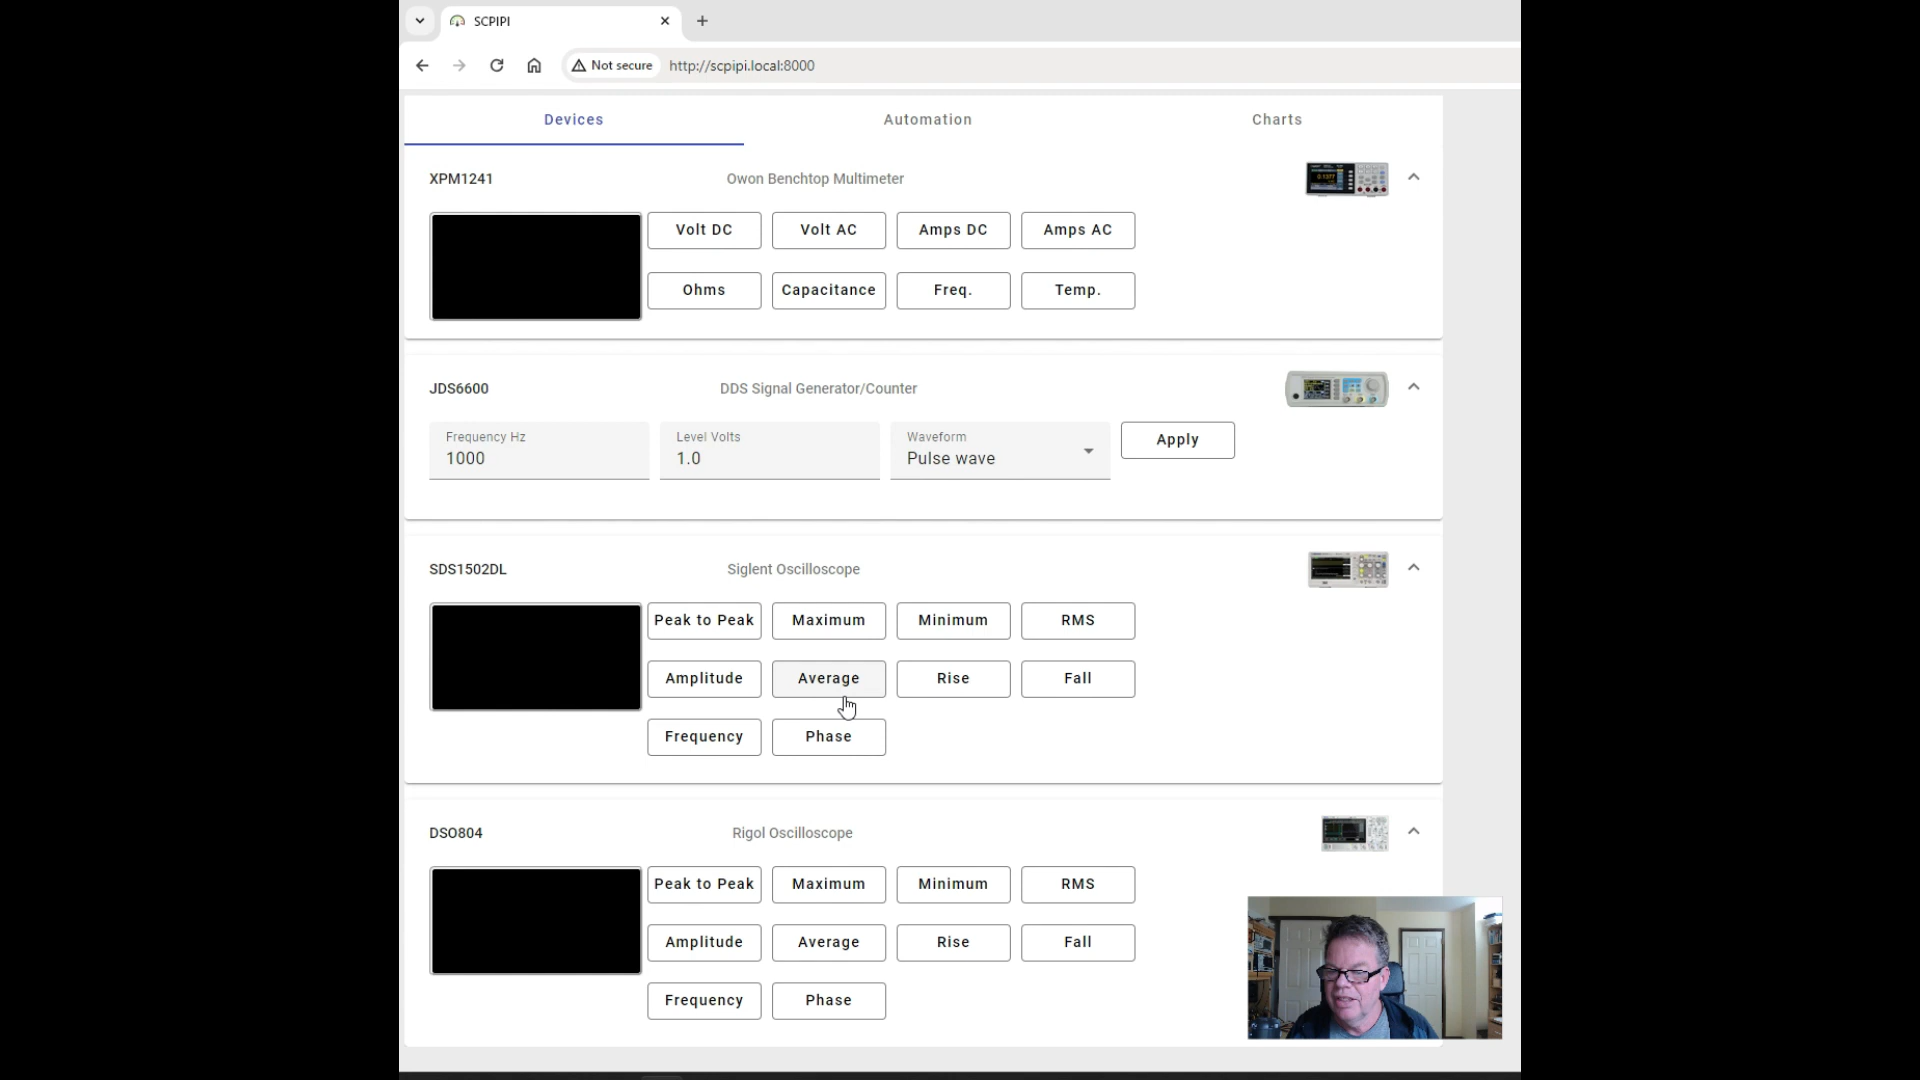 SCPIPI
Not secure http://scpipi.local:8000
Devices Automation Charts
XPM1241 Owon Benchtop Multimeter
Volt DC Volt AC Amps DC Amps AC
Ohms Capacitance Freq. Temp.
JDS6600 DDS Signal Generator/Counter
Frequency Hz Level Volts Waveform
1000 1.0 Pulse wave Apply
SDS1502DL Siglent Oscilloscope
Peak to Peak Maximum Minimum RMS
Amplitude Average Rise Fall
Frequency Phase
DSO804 Rigol Oscilloscope
Peak to Peak Maximum Minimum RMS
Amplitude Average Rise Fall
Frequency Phase